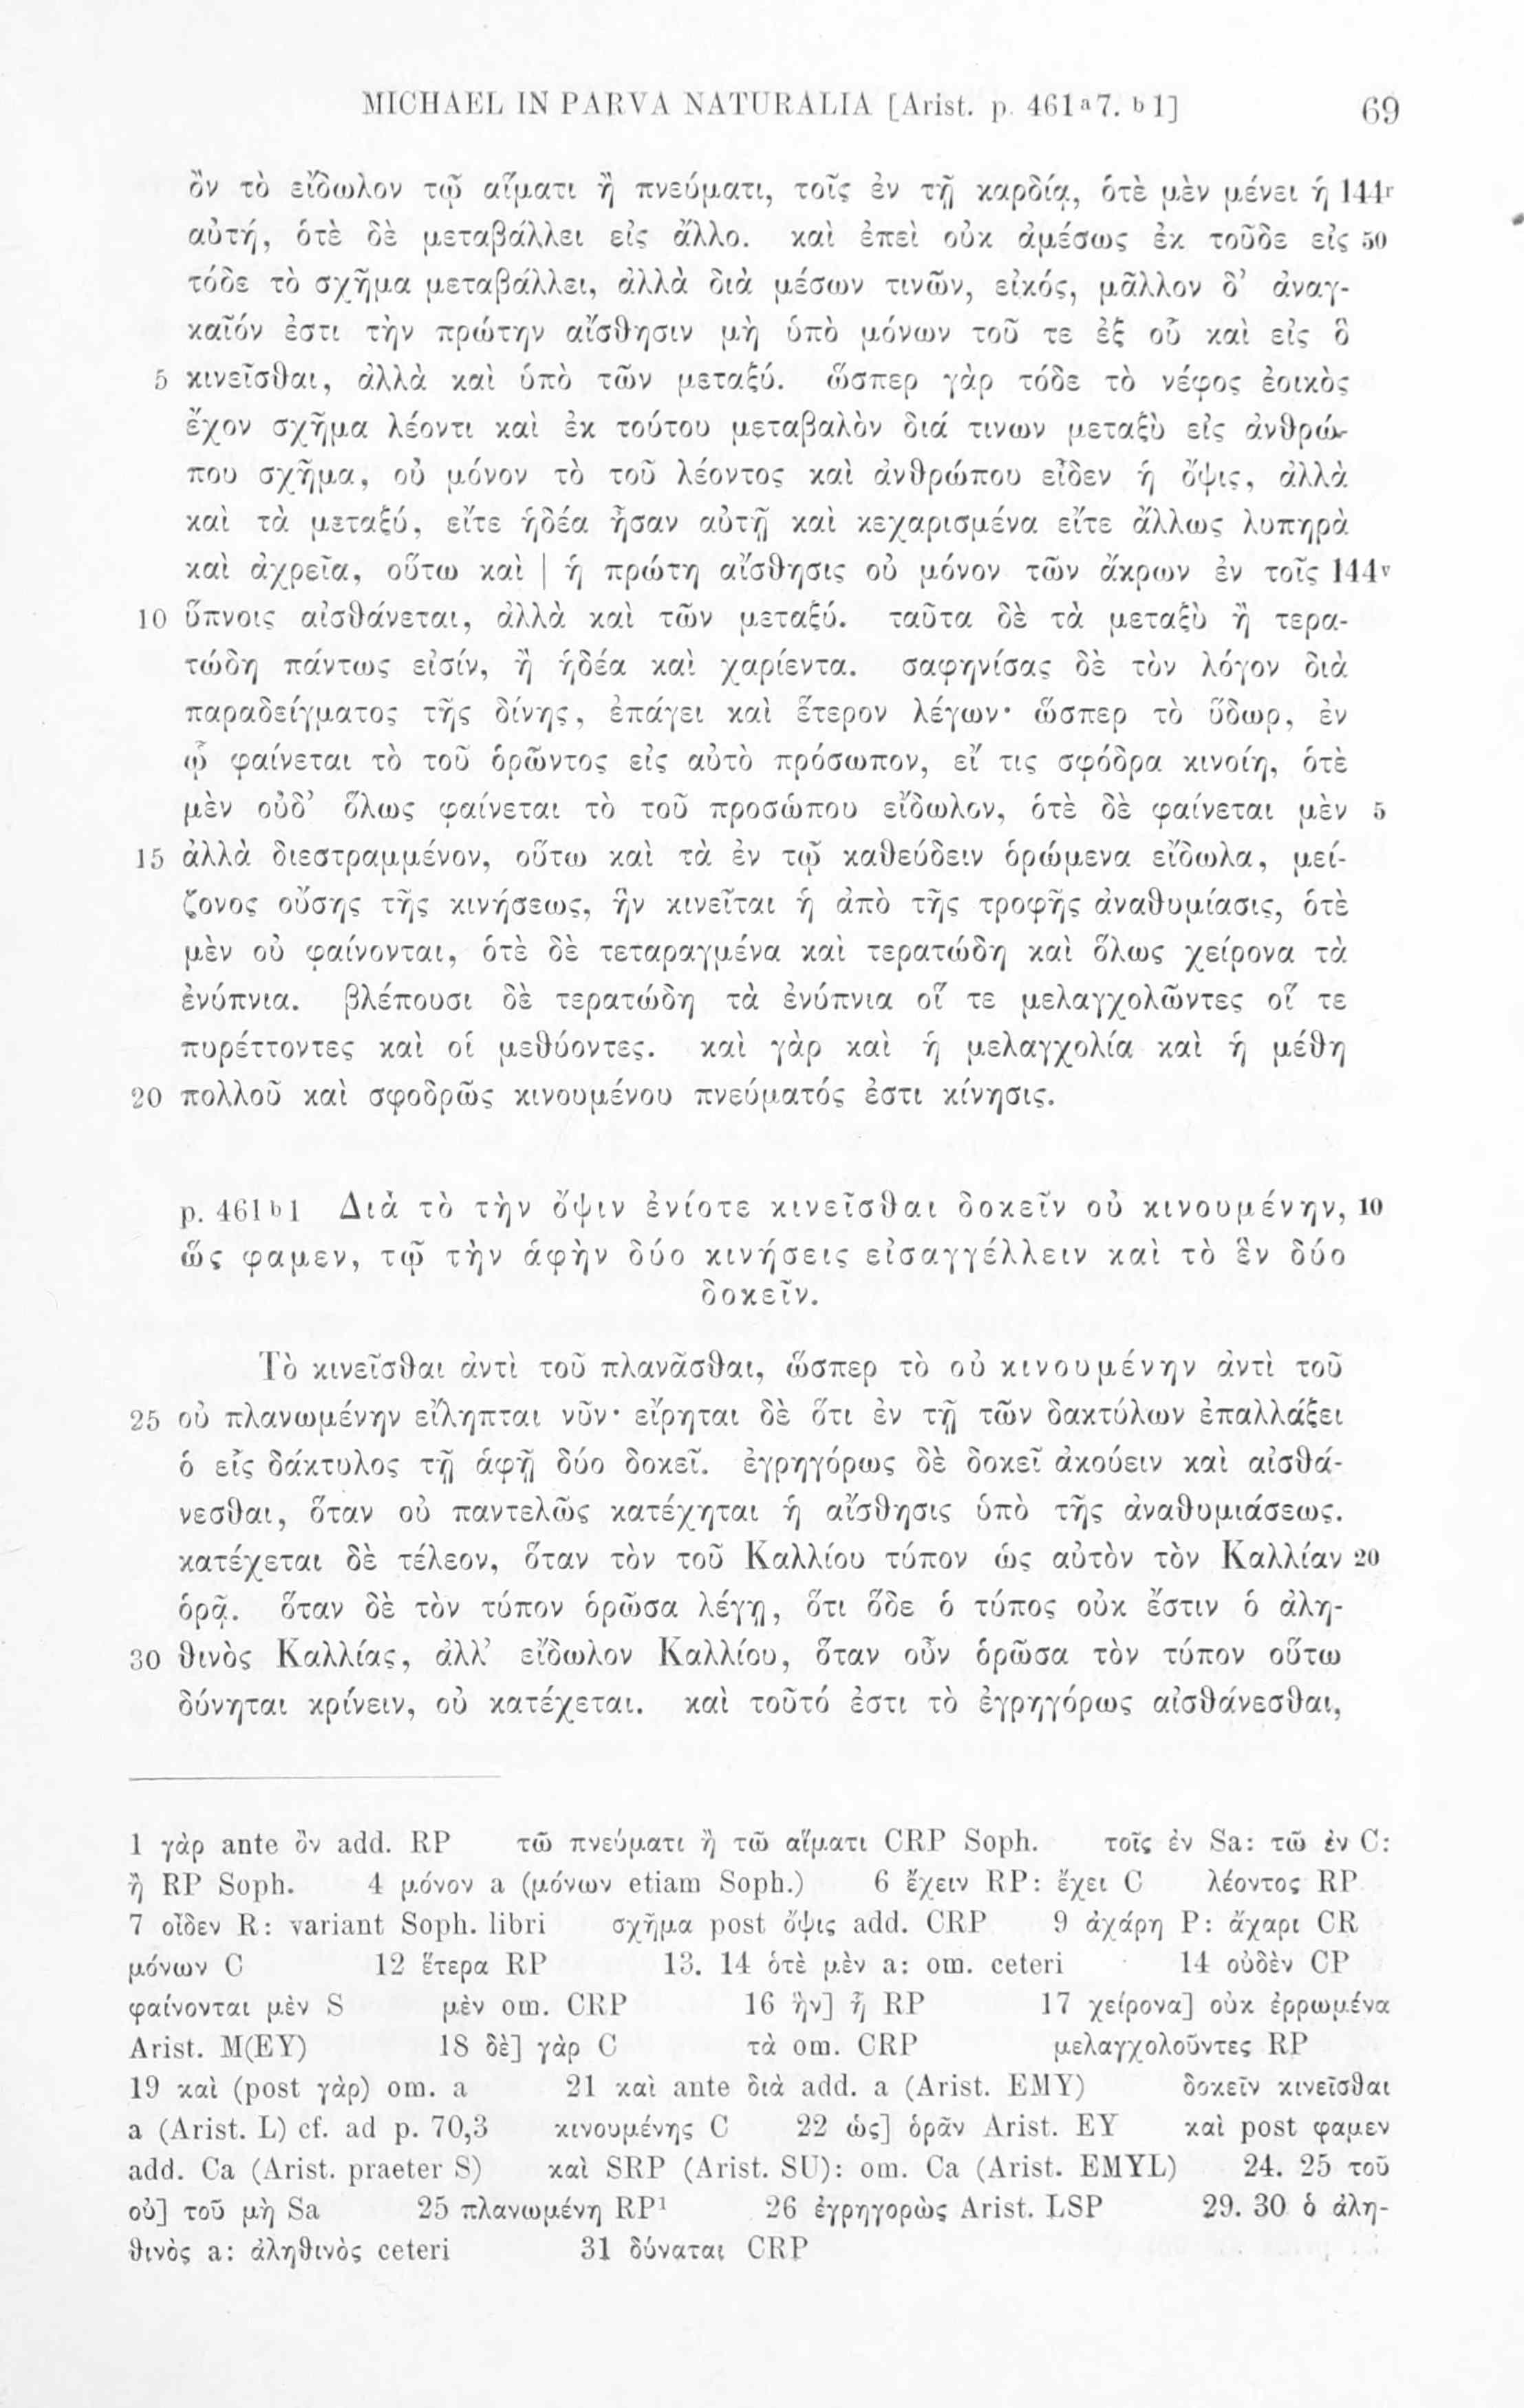 MICHAEL IN PARVA NATURALIA [Arist. p. 461ª7. ᵇ1] 69
ὂν τὸ εἴδωλον τῷ αἵματι ἢ πνεύματι, τοῖς ἐν τῇ καρδίᾳ, ὁτὲ μὲν μένει ἡ 144ʳ
αὐτή, ὁτὲ δὲ μεταβάλλει εἰς ἄλλο. καὶ ἐπεὶ οὐκ ἀμέσως ἐκ τοῦδε εἰς 50
τόδε τὸ σχῆμα μεταβάλλει, ἀλλὰ διὰ μέσων τινῶν, εἰκός, μᾶλλον δ’ ἀναγ-
καῖόν ἐστι τὴν πρώτην αἴσθησιν μὴ ὑπὸ μόνων τοῦ τε ἐξ οὗ καὶ εἰς ὃ
5 κινεῖσθαι, ἀλλὰ καὶ ὑπὸ τῶν μεταξύ. ὥσπερ γὰρ τόδε τὸ νέφος ἐοικὸς
ἔχον σχῆμα λέοντι καὶ ἐκ τούτου μεταβαλὸν διά τινων μεταξὺ εἰς ἀνθρώ-
που σχῆμα, οὐ μόνον τὸ τοῦ λέοντος καὶ ἀνθρώπου εἶδεν ἡ ὄψις, ἀλλὰ
καὶ τὰ μεταξύ, εἴτε ἡδέα ἦσαν αὐτῇ καὶ κεχαρισμένα εἴτε ἄλλως λυπηρὰ
καὶ ἀχρεῖα, οὕτω καὶ | ἡ πρώτη αἴσθησις οὐ μόνον τῶν ἄκρων ἐν τοῖς 144ᵛ
10 ὕπνοις αἰσθάνεται, ἀλλὰ καὶ τῶν μεταξύ. ταῦτα δὲ τὰ μεταξὺ ἢ τερα-
τώδη πάντως εἰσίν, ἢ ἡδέα καὶ χαρίεντα. σαφηνίσας δὲ τὸν λόγον διὰ
παραδείγματος τῆς δίνης, ἐπάγει καὶ ἕτερον λέγων· ὥσπερ τὸ ὕδωρ, ἐν
ᾧ φαίνεται τὸ τοῦ ὁρῶντος εἰς αὐτὸ πρόσωπον, εἴ τις σφόδρα κινοίη, ὁτὲ
μὲν οὐδ’ ὅλως φαίνεται τὸ τοῦ προσώπου εἴδωλον, ὁτὲ δὲ φαίνεται μὲν 5
15 ἀλλὰ διεστραμμένον, οὕτω καὶ τὰ ἐν τῷ καθεύδειν ὁρώμενα εἴδωλα, μεί-
ζονος οὔσης τῆς κινήσεως, ἣν κινεῖται ἡ ἀπὸ τῆς τροφῆς ἀναθυμίασις, ὁτὲ
μὲν οὐ φαίνονται, ὁτὲ δὲ τεταραγμένα καὶ τερατώδη καὶ ὅλως χείρονα τὰ
ἐνύπνια. βλέπουσι δὲ τερατώδη τὰ ἐνύπνια οἵ τε μελαγχολῶντες οἵ τε
πυρέττοντες καὶ οἱ μεθύοντες. καὶ γὰρ καὶ ἡ μελαγχολία καὶ ἡ μέθη
20 πολλοῦ καὶ σφοδρῶς κινουμένου πνεύματός ἐστι κίνησις.
p. 461ᵇ1 Διὰ τὸ τὴν ὄψιν ἐνίοτε κινεῖσθαι δοκεῖν οὐ κινουμένην, 10
ὥς φαμεν, τῷ τὴν ἁφὴν δύο κινήσεις εἰσαγγέλλειν καὶ τὸ ἓν δύο
δοκεῖν.
Τὸ κινεῖσθαι ἀντὶ τοῦ πλανᾶσθαι, ὥσπερ τὸ οὐ κινουμένην ἀντὶ τοῦ
25 οὐ πλανωμένην εἴληπται νῦν· εἴρηται δὲ ὅτι ἐν τῇ τῶν δακτύλων ἐπαλλάξει
ὁ εἷς δάκτυλος τῇ ἁφῇ δύο δοκεῖ. ἐγρηγόρως δὲ δοκεῖ ἀκούειν καὶ αἰσθά-
νεσθαι, ὅταν οὐ παντελῶς κατέχηται ἡ αἴσθησις ὑπὸ τῆς ἀναθυμιάσεως.
κατέχεται δὲ τέλεον, ὅταν τὸν τοῦ Καλλίου τύπον ὡς αὐτὸν τὸν Καλλίαν 20
ὁρᾷ. ὅταν δὲ τὸν τύπον ὁρῶσα λέγῃ, ὅτι ὅδε ὁ τύπος οὐκ ἔστιν ὁ ἀλη-
30 θινὸς Καλλίας, ἀλλ’ εἴδωλον Καλλίου, ὅταν οὖν ὁρῶσα τὸν τύπον οὕτω
δύνηται κρίνειν, οὐ κατέχεται. καὶ τοῦτό ἐστι τὸ ἐγρηγόρως αἰσθάνεσθαι,
1 γὰρ ante ὂν add. RP τῶ πνεύματι ἢ τῶ αἵματι CRP Soph. τοῖς ἐν Sa: τῶ ἐν C:
ἢ RP Soph. 4 μόνον a (μόνων etiam Soph.) 6 ἔχειν RP: ἔχει C λέοντος RP
7 οἶδεν R: variant Soph. libri σχῆμα post ὄψις add. CRP 9 ἀχάρη P: ἄχαρι CR
μόνων C 12 ἕτερα RP 13. 14 ὁτὲ μὲν a: om. ceteri 14 οὐδὲν CP
φαίνονται μὲν S μὲν om. CRP 16 ἣν] ἦ RP 17 χείρονα] οὐκ ἐρρωμένα
Arist. M(EY) 18 δὲ] γὰρ C τὰ om. CRP μελαγχολοῦντες RP
19 καὶ (post γὰρ) om. a 21 καὶ ante διὰ add. a (Arist. EMY) δοκεῖν κινεῖσθαι
a (Arist. L) cf. ad p. 70,3 κινουμένης C 22 ὡς] ὁρᾶν Arist. EY καὶ post φαμεν
add. Ca (Arist. praeter S) καὶ SRP (Arist. SU): om. Ca (Arist. EMYL) 24. 25 τοῦ
οὐ] τοῦ μὴ Sa 25 πλανωμένη RP¹ 26 ἐγρηγορὼς Arist. LSP 29. 30 ὁ ἀλη-
θινὸς a: ἀληθινὸς ceteri 31 δύναται CRP